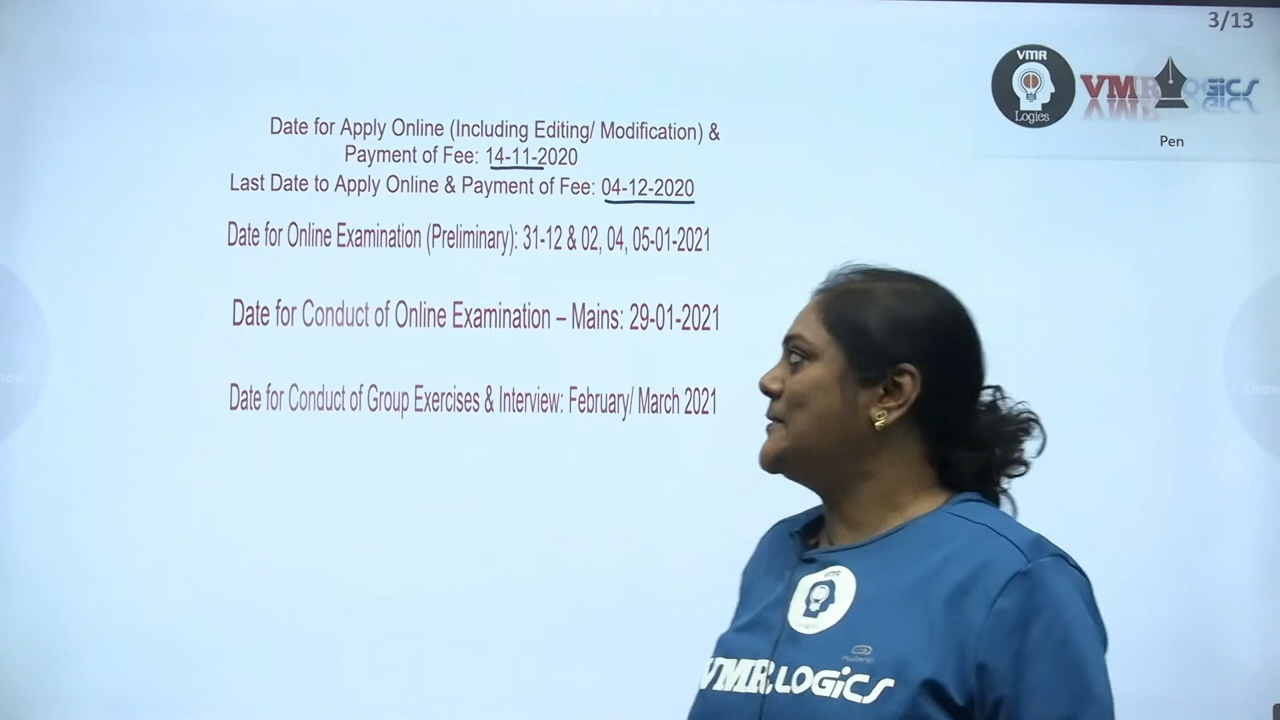 3/13
VMR
Logics
VMR LOGiCS
Pen
Date for Apply Online (Including Editing/ Modification) &
Payment of Fee: 14-11-2020
Last Date to Apply Online & Payment of Fee: 04-12-2020
Date for Online Examination (Preliminary): 31-12 & 02, 04, 05-01-2021
Date for Conduct of Online Examination – Mains: 29-01-2021
Date for Conduct of Group Exercises & Interview: February/ March 2021
VMR
VMR LOGiCS